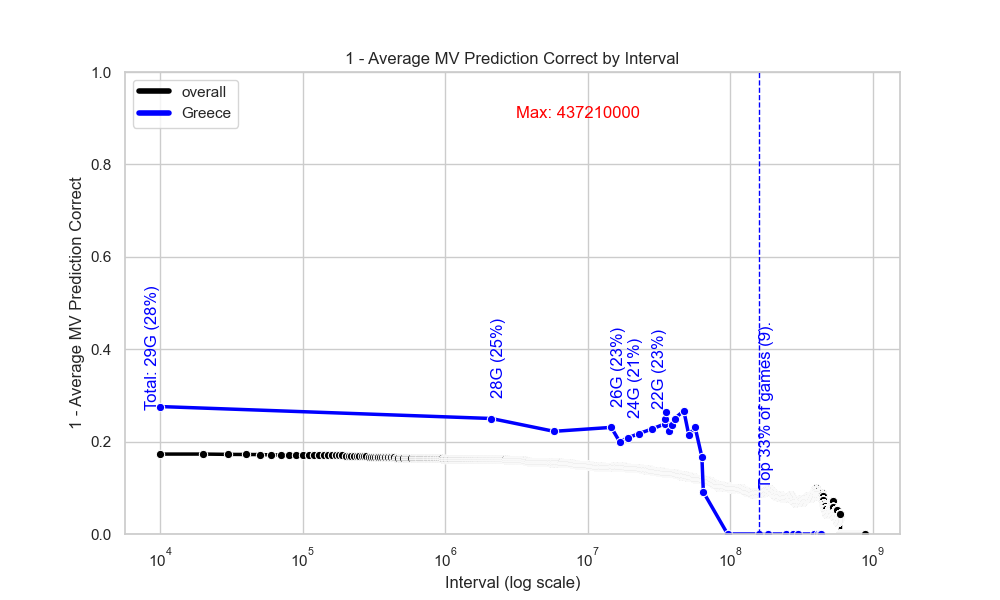 1 - Average MV Prediction Correct by Interval
overall
Greece
Max: 437210000
1 - Average MV Prediction Correct
1.0
0.8
0.6
0.4
0.2
0.0
Total: 29G (28%)
28G (25%)
26G (23%)
24G (21%)
22G (23%)
Top 33% of games (9).
10^4
10^5
10^6
10^7
10^8
10^9
Interval (log scale)